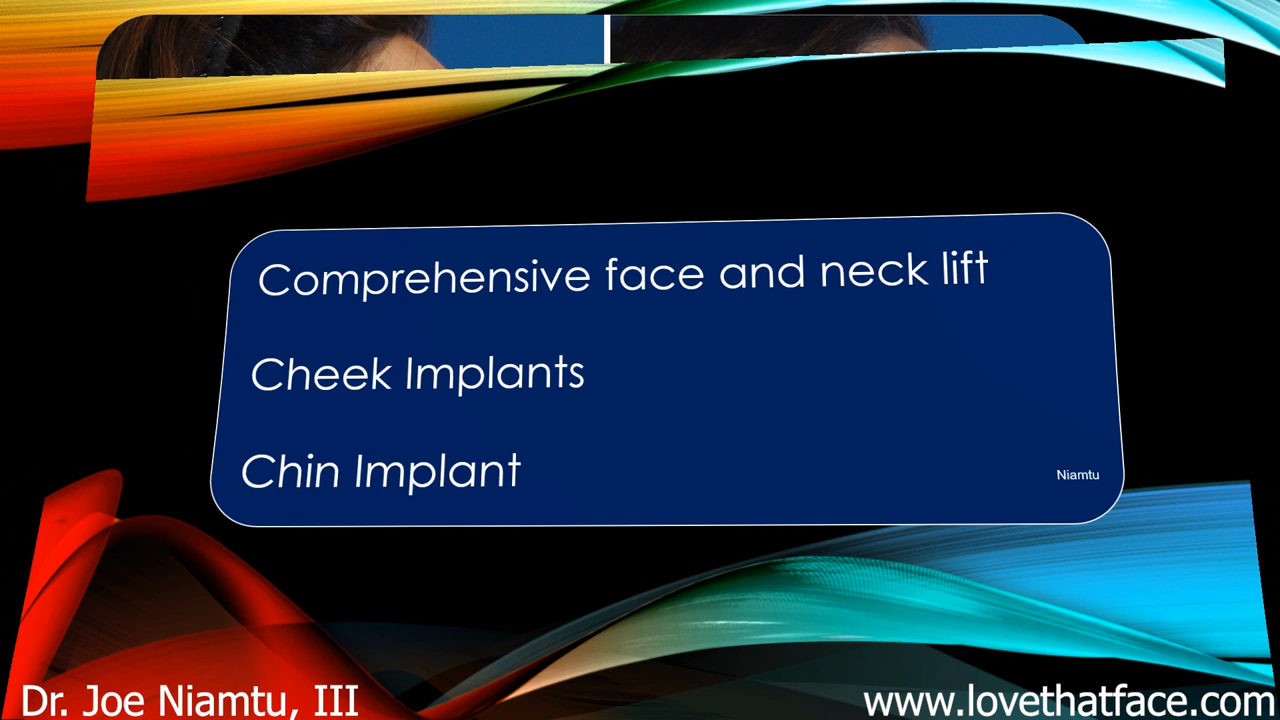 Comprehensive face and neck lift
Cheek Implants
Chin Implant
Niamtu
Dr. Joe Niamtu, III
www.lovethatface.com